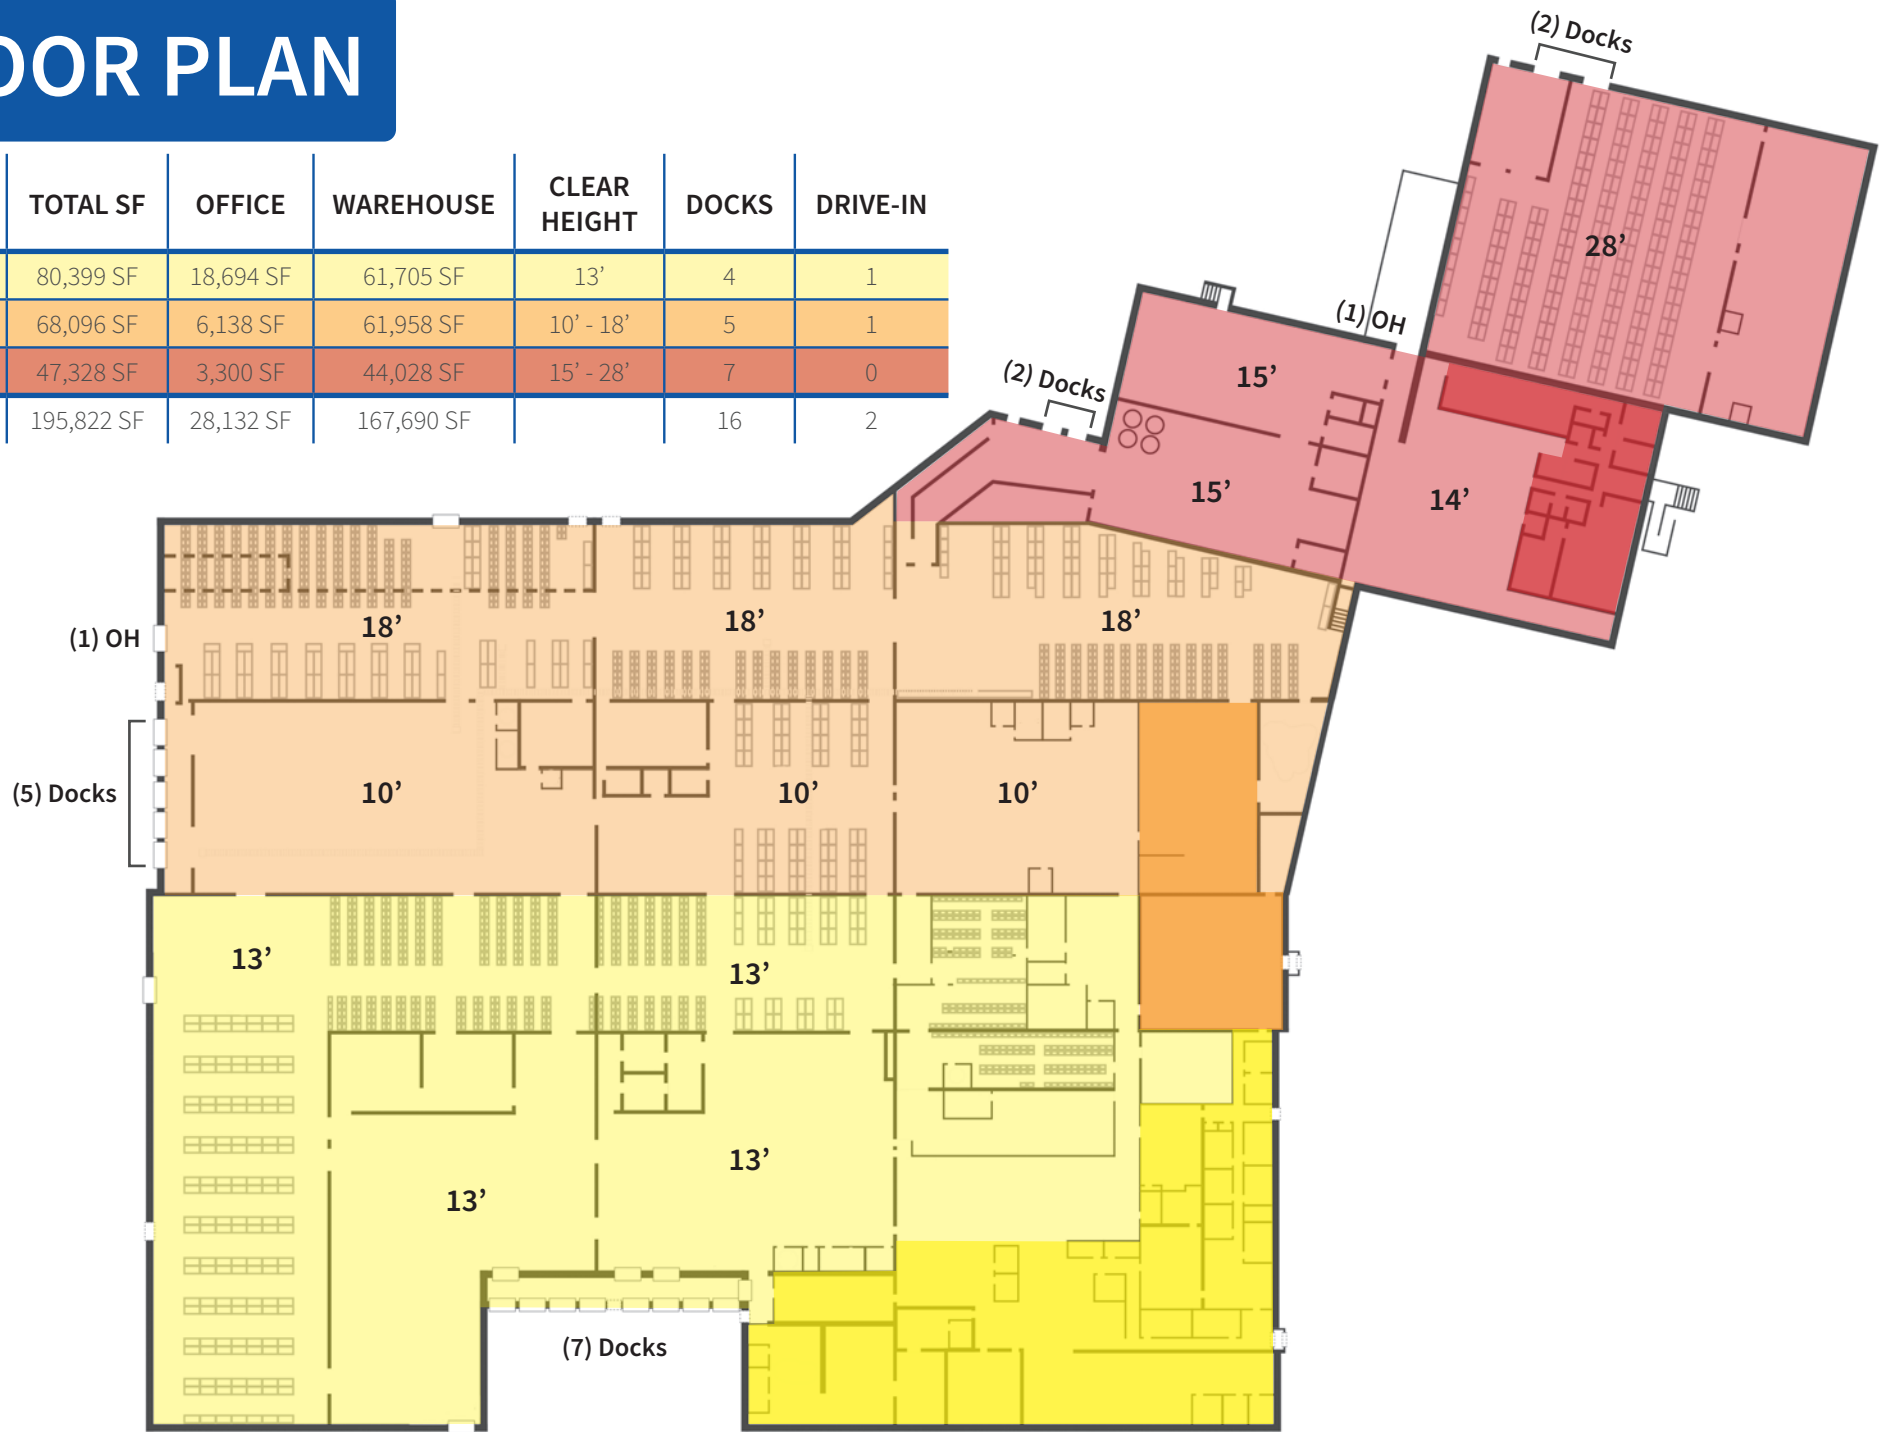 OOR PLAN
TOTAL SF OFFICE WAREHOUSE CLEAR HEIGHT DOCKS DRIVE-IN
80,399 SF 18,694 SF 61,705 SF 13’ 4 1
68,096 SF 6,138 SF 61,958 SF 10’ - 18’ 5 1
47,328 SF 3,300 SF 44,028 SF 15’ - 28’ 7 0
195,822 SF 28,132 SF 167,690 SF 16 2
(2) Docks
28’
(1) OH
(2) Docks
15’
15’
14’
(1) OH
18’
18’
18’
(5) Docks
10’
10’
10’
13’
13’
13’
13’
(7) Docks